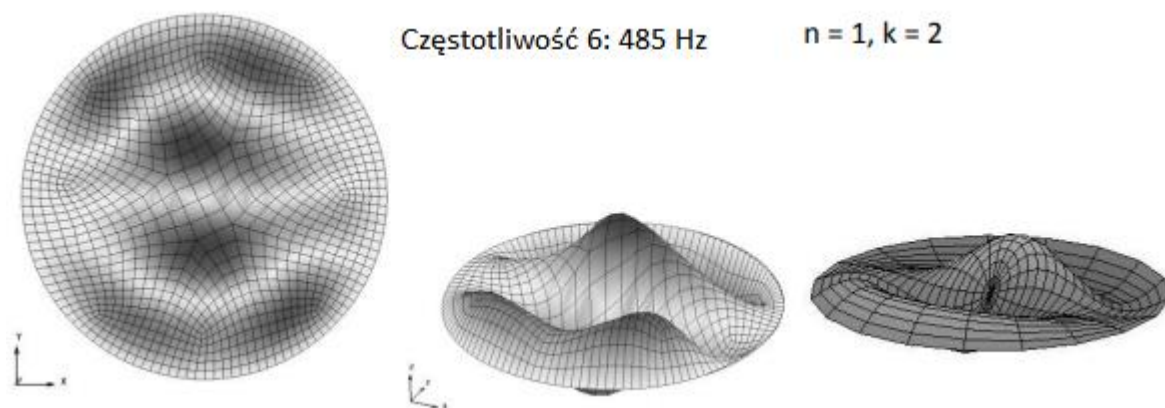 Częstotliwość 6: 485 Hz
n = 1, k = 2
Y
X